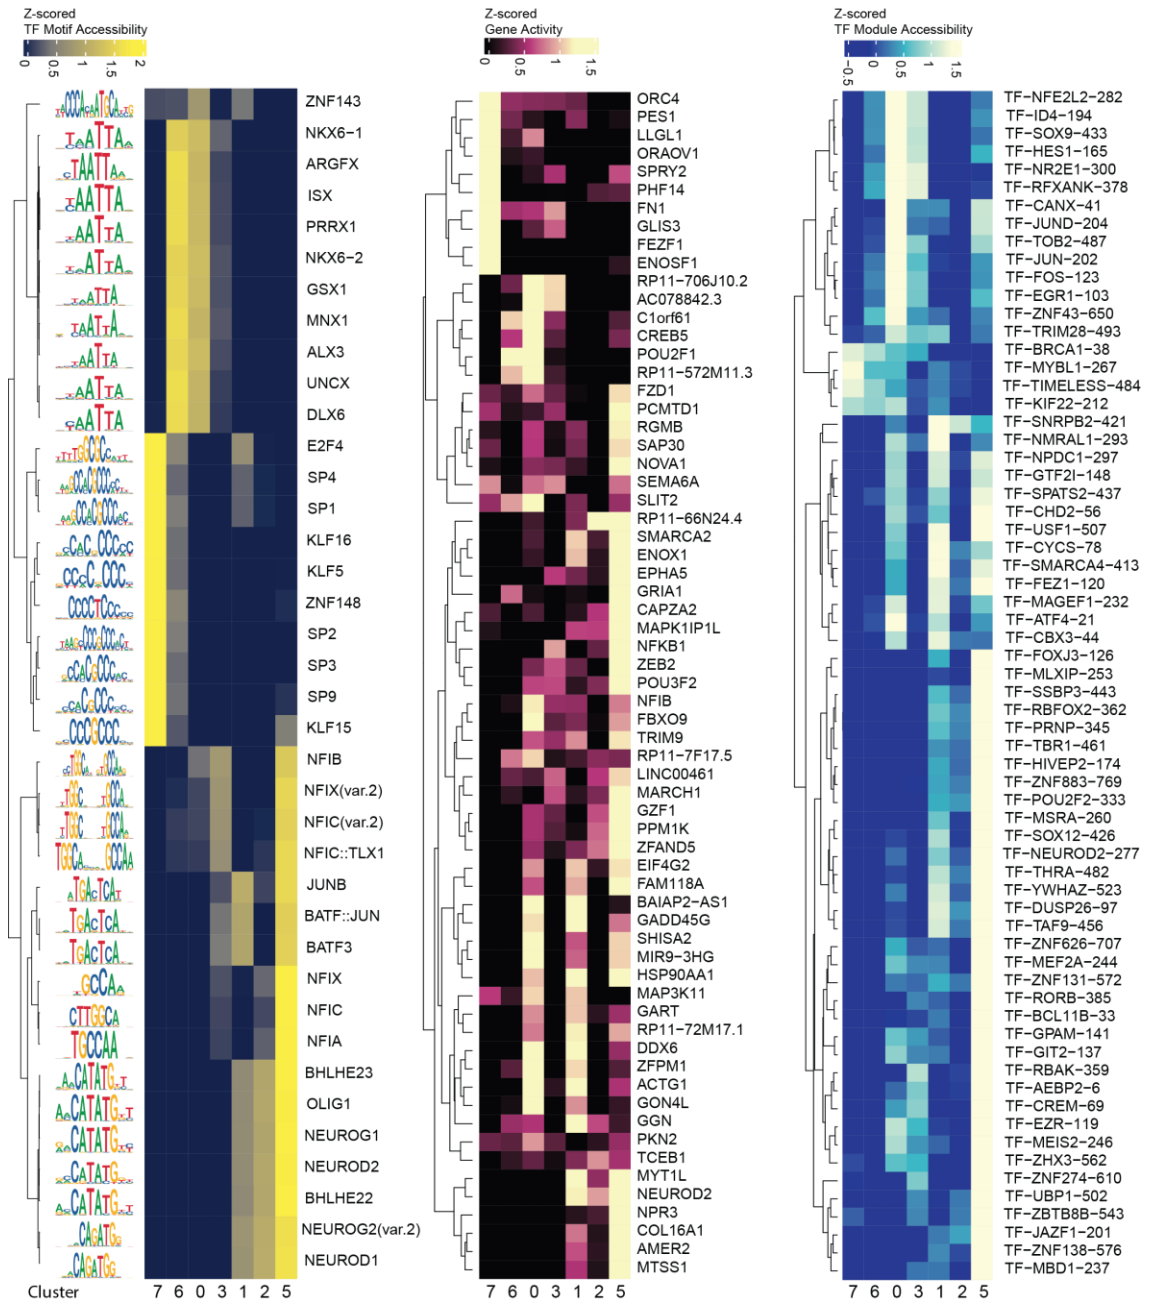 Z-scored
TF Motif Accessibility
0
0.5
1
1.5
2
ZNF143
NKX6−1
ARGFX
ISX
PRRX1
NKX6−2
GSX1
MNX1
ALX3
UNCX
DLX6
E2F4
SP4
SP1
KLF16
KLF5
ZNF148
SP2
SP3
SP9
KLF15
NFIB
NFIX(var.2)
NFIC(var.2)
NFIC::TLX1
JUNB
BATF::JUN
BATF3
NFIX
NFIC
NFIA
BHLHE23
OLIG1
NEUROG1
NEUROD2
BHLHE22
NEUROG2(var.2)
NEUROD1
Cluster 7 6 0 3 1 2 5
Z-scored
Gene Activity
0
0.5
1
1.5
ORC4
PES1
LLGL1
ORAOV1
SPRY2
PHF14
FN1
GLIS3
FEZF1
ENOSF1
RP11−706J10.2
AC078842.3
C1orf61
CREB5
POU2F1
RP11−572M11.3
FZD1
PCMTD1
RGMB
SAP30
NOVA1
SEMA6A
SLIT2
RP11−66N24.4
SMARCA2
ENOX1
EPHA5
GRIA1
CAPZA2
MAPK1IP1L
NFKB1
ZEB2
POU3F2
NFIB
FBXO9
TRIM9
RP11−7F17.5
LINC00461
MARCH1
GZF1
PPM1K
ZFAND5
EIF4G2
FAM118A
BAIAP2−AS1
GADD45G
SHISA2
MIR9−3HG
HSP90AA1
MAP3K11
GART
RP11−72M17.1
DDX6
ZFPM1
ACTG1
GON4L
GGN
PKN2
TCEB1
MYT1L
NEUROD2
NPR3
COL16A1
AMER2
MTSS1
7 6 0 3 1 2 5
Z-scored
TF Module Accessibility
−0.5
0
0.5
1
1.5
TF−NFE2L2−282
TF−ID4−194
TF−SOX9−433
TF−HES1−165
TF−NR2E1−300
TF−RFXANK−378
TF−CANX−41
TF−JUND−204
TF−TOB2−487
TF−JUN−202
TF−FOS−123
TF−EGR1−103
TF−ZNF43−650
TF−TRIM28−493
TF−BRCA1−38
TF−MYBL1−267
TF−TIMELESS−484
TF−KIF22−212
TF−SNRPB2−421
TF−NMRAL1−293
TF−NPDC1−297
TF−GTF2I−148
TF−SPATS2−437
TF−CHD2−56
TF−USF1−507
TF−CYCS−78
TF−SMARCA4−413
TF−FEZ1−120
TF−MAGEF1−232
TF−ATF4−21
TF−CBX3−44
TF−FOXJ3−126
TF−MLXIP−253
TF−SSBP3−443
TF−RBFOX2−362
TF−PRNP−345
TF−TBR1−461
TF−HIVEP2−174
TF−ZNF883−769
TF−POU2F2−333
TF−MSRA−260
TF−SOX12−426
TF−NEUROD2−277
TF−THRA−482
TF−YWHAZ−523
TF−DUSP26−97
TF−TAF9−456
TF−ZNF626−707
TF−MEF2A−244
TF−ZNF131−572
TF−RORB−385
TF−BCL11B−33
TF−GPAM−141
TF−GIT2−137
TF−RBAK−359
TF−AEBP2−6
TF−CREM−69
TF−EZR−119
TF−MEIS2−246
TF−ZHX3−562
TF−ZNF274−610
TF−UBP1−502
TF−ZBTB8B−543
TF−JAZF1−201
TF−ZNF138−576
TF−MBD1−237
7 6 0 3 1 2 5